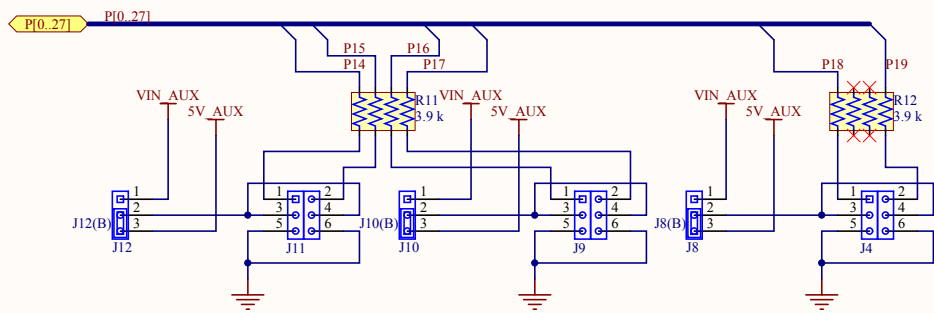 P[0..27]
P[0..27]
P15
P16
P14
P17
P18
P19
VIN_AUX
5V_AUX
R11
3.9 k
VIN_AUX
5V_AUX
VIN_AUX
5V_AUX
R12
3.9 k
1
2
3
J12(B)
J12
1
2
3
4
5
6
J11
1
2
3
J10(B)
J10
1
2
3
4
5
6
J9
1
2
3
J8(B)
J8
1
2
3
4
5
6
J4